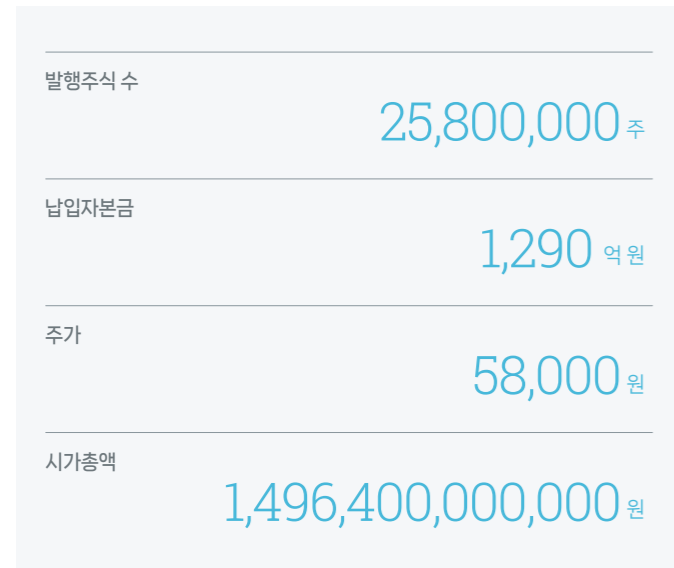 발행주식 수
25,800,000 주
납입자본금
1,290 억 원
주가
58,000 원
시가총액
1,496,400,000,000 원